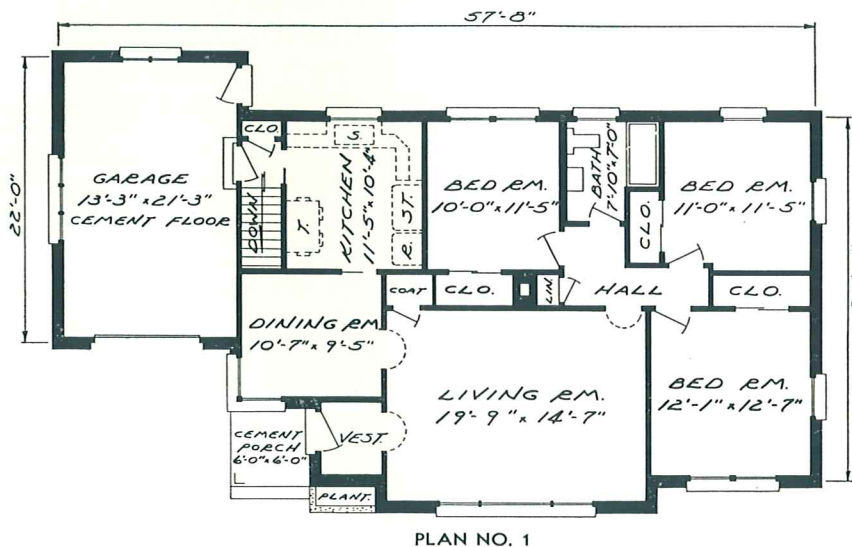 57'-8"
22'-0"
GARAGE
13'-3" x 21'-3"
CEMENT FLOOR
CLO.
DOWN
S.
T.
KITCHEN
11'-5" x 10'-4"
ST.
R.
BED RM.
10'-0" x 11'-5"
BATH
7'-10" x 7'-0"
CLO.
BED RM.
11'-0" x 11'-5"
COAT
CLO.
LIN.
HALL
CLO.
DINING RM
10'-7" x 9'-5"
LIVING RM.
19'-9" x 14'-7"
BED RM.
12'-1" x 12'-7"
CEMENT
PORCH
6'-0" x 6'-0"
VEST.
PLANT.
PLAN NO. 1